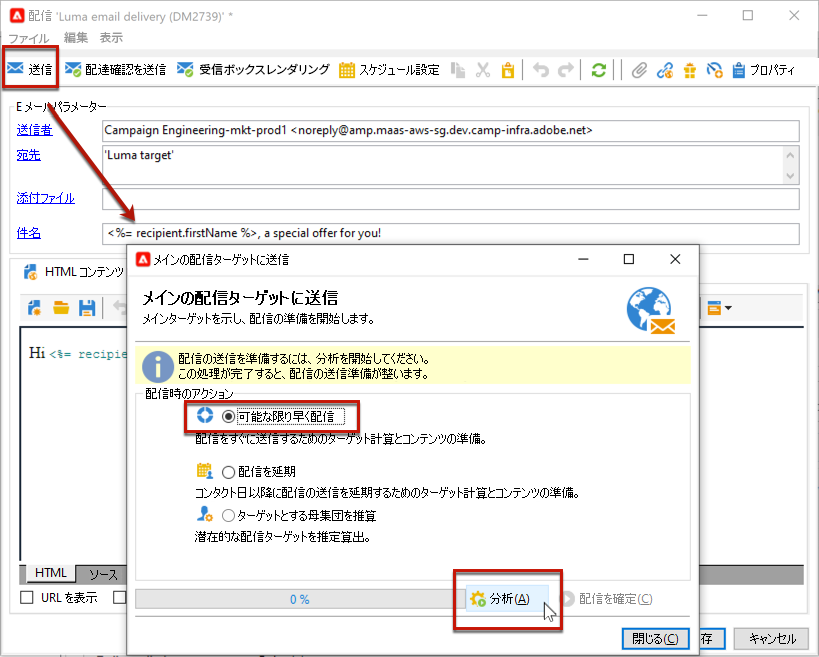 配信 'Luma email delivery (DM2739)' *
ファイル 編集 表示
送信 配達確認を送信 受信ボックスレンダリング スケジュール設定 プロパティ
Eメールパラメーター
送信者 Campaign Engineering-mkt-prod1 <noreply@amp.maas-aws-sg.dev.camp-infra.adobe.net>
宛先 'Luma target'
添付ファイル
件名 <%= recipient.firstName %>, a special offer for you!
HTML コンテンツ
メインの配信ターゲットに送信
メインの配信ターゲットに送信
メインターゲットを示し、配信の準備を開始します。
Hi <%= recipie
配信の送信を準備するには、分析を開始してください。
この処理が完了すると、配信の送信準備が整います。
配信時のアクション
可能な限り早く配信
配信をすぐに送信するためのターゲット計算とコンテンツの準備。
配信を延期
コンタクト日以降に配信の送信を延期するためのターゲット計算とコンテンツの準備。
ターゲットとする母集団を推算
潜在的な配信ターゲットを推定算出。
HTML ソース
URL を表示
0 % 分析(A) 配信を確定(C)
閉じる(C) 存 キャンセル